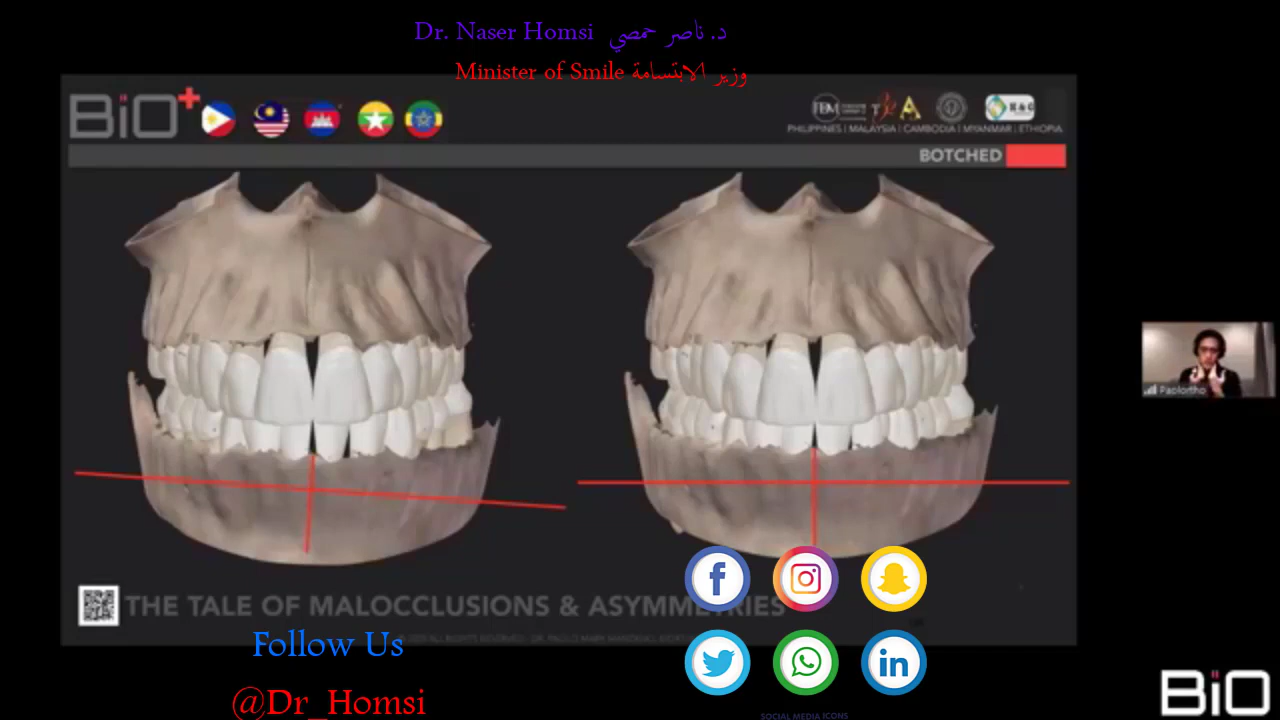 Dr. Naser Homsi د. ناصر حمصي
Minister of Smile وزير الابتسامة
BiO+
PHILIPPINES | MALAYSIA | CAMBODIA | MYANMAR | ETHIOPIA
BOTCHED
Paolortho
THE TALE OF MALOCCLUSIONS & ASYMMETRIES
Follow Us
@Dr_Homsi
SOCIAL MEDIA ICONS
BiO